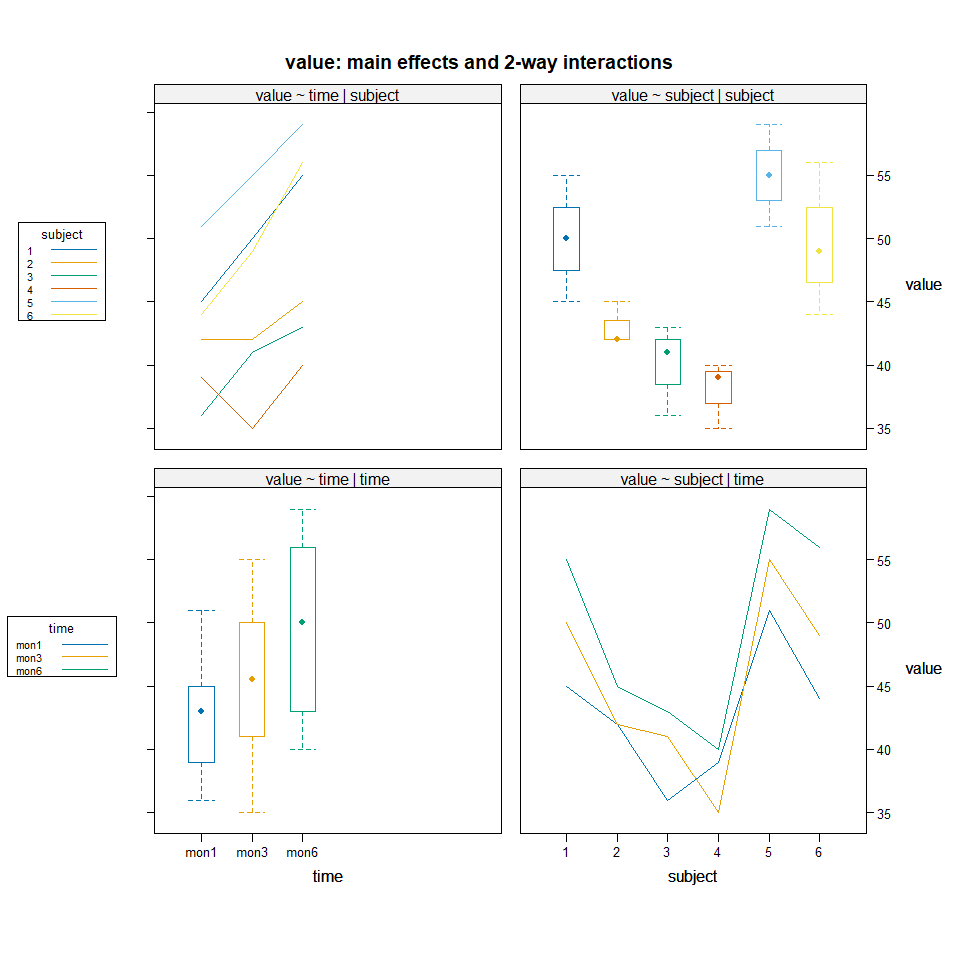 value: main effects and 2-way interactions
value ~ time | subject
value ~ subject | subject
subject
1
2
3
4
5
6
55
50
45
40
35
value
value ~ time | time
value ~ subject | time
time
mon1
mon3
mon6
55
50
45
40
35
value
mon1 mon3 mon6
time
1 2 3 4 5 6
subject